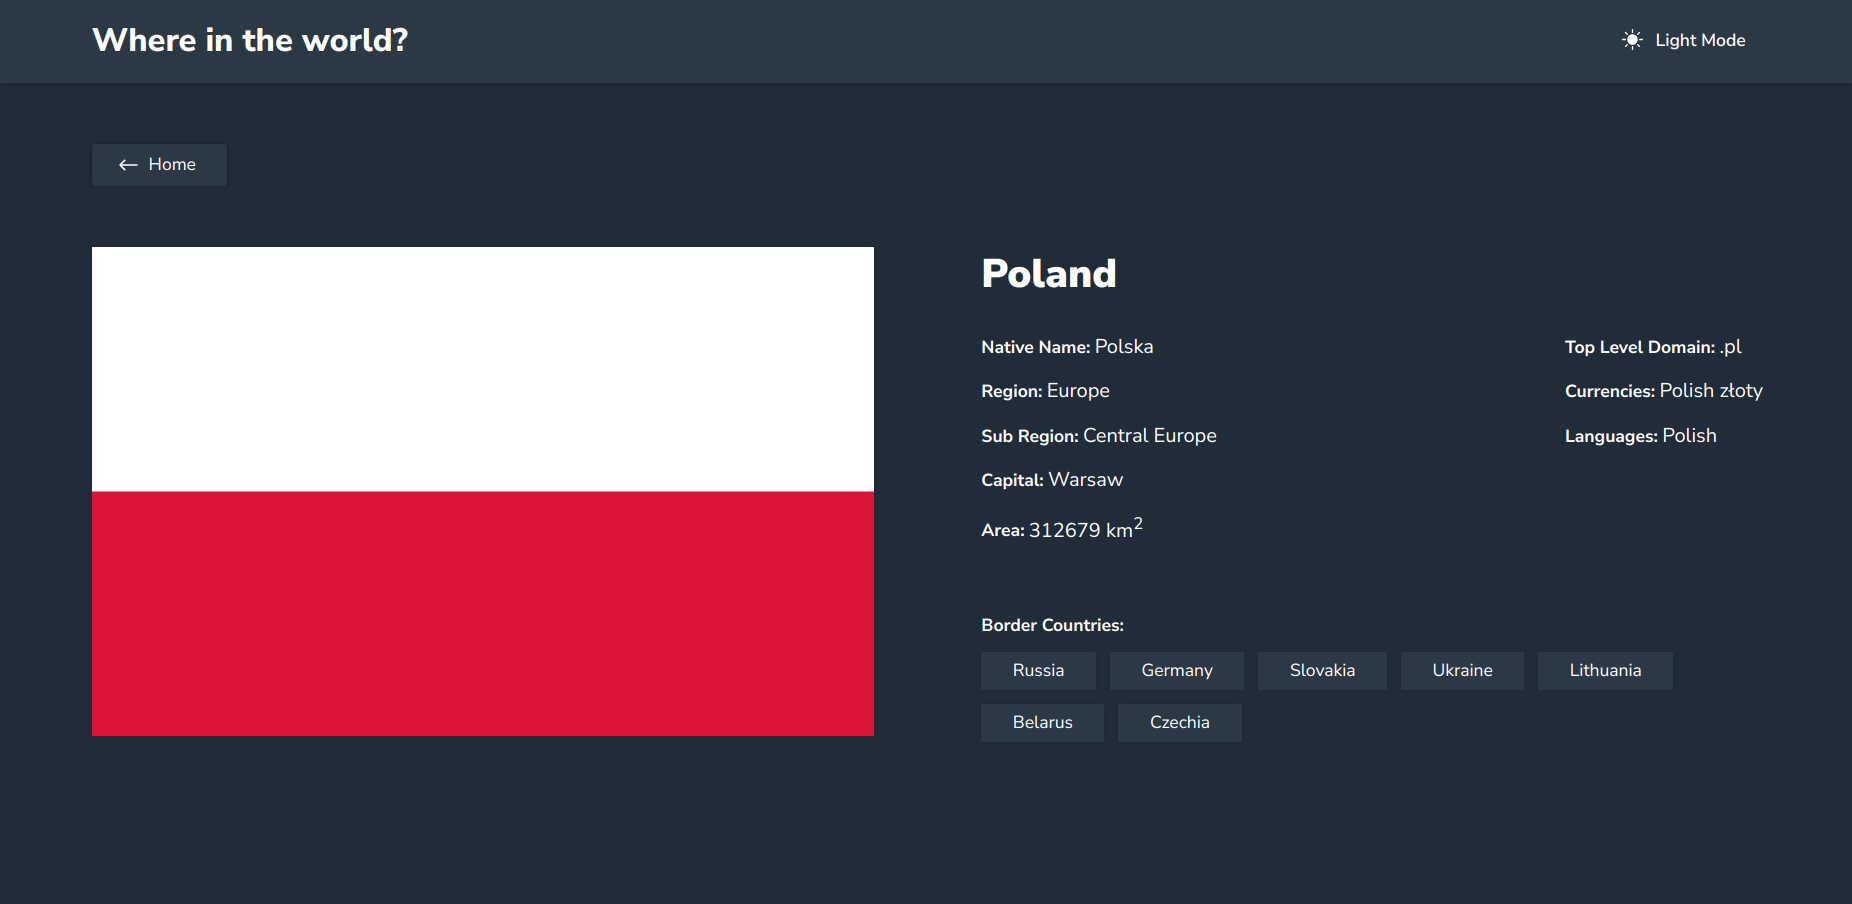 Where in the world?
Light Mode
Home
Poland
Native Name: Polska
Region: Europe
Sub Region: Central Europe
Capital: Warsaw
Area: 312679 km²
Top Level Domain: .pl
Currencies: Polish złoty
Languages: Polish
Border Countries:
Russia Germany Slovakia Ukraine Lithuania
Belarus Czechia